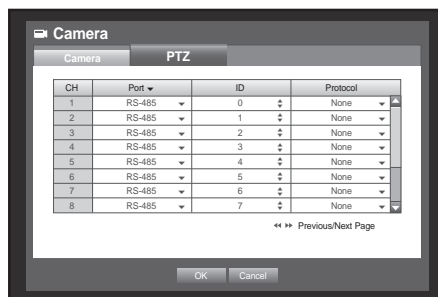 Camera
Camera PTZ
CH Port ID Protocol
1 RS-485 0 None
2 RS-485 1 None
3 RS-485 2 None
4 RS-485 3 None
5 RS-485 4 None
6 RS-485 5 None
7 RS-485 6 None
8 RS-485 7 None
Previous/Next Page
OK Cancel